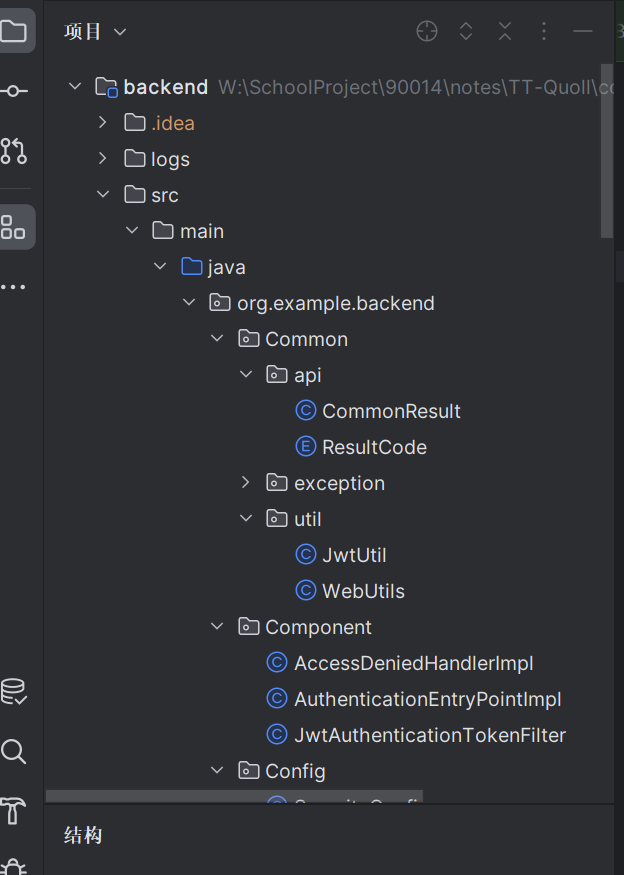 项目
backend W:\SchoolProject\90014\notes\TT-Quoll\co
.idea
logs
src
main
java
org.example.backend
Common
api
CommonResult
ResultCode
exception
util
JwtUtil
WebUtils
Component
AccessDeniedHandlerImpl
AuthenticationEntryPointImpl
JwtAuthenticationTokenFilter
Config
结构